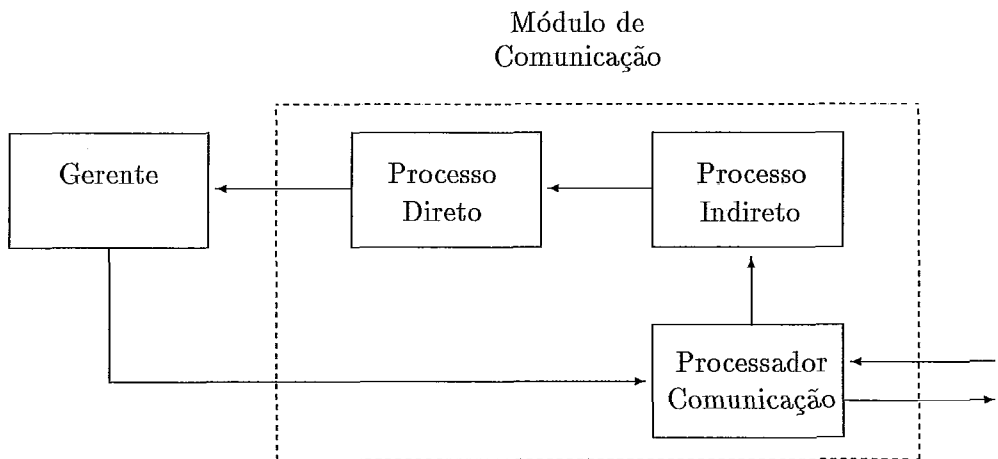 Módulo de
Comunicação
Gerente
Processo
Direto
Processo
Indireto
Processador
Comunicação